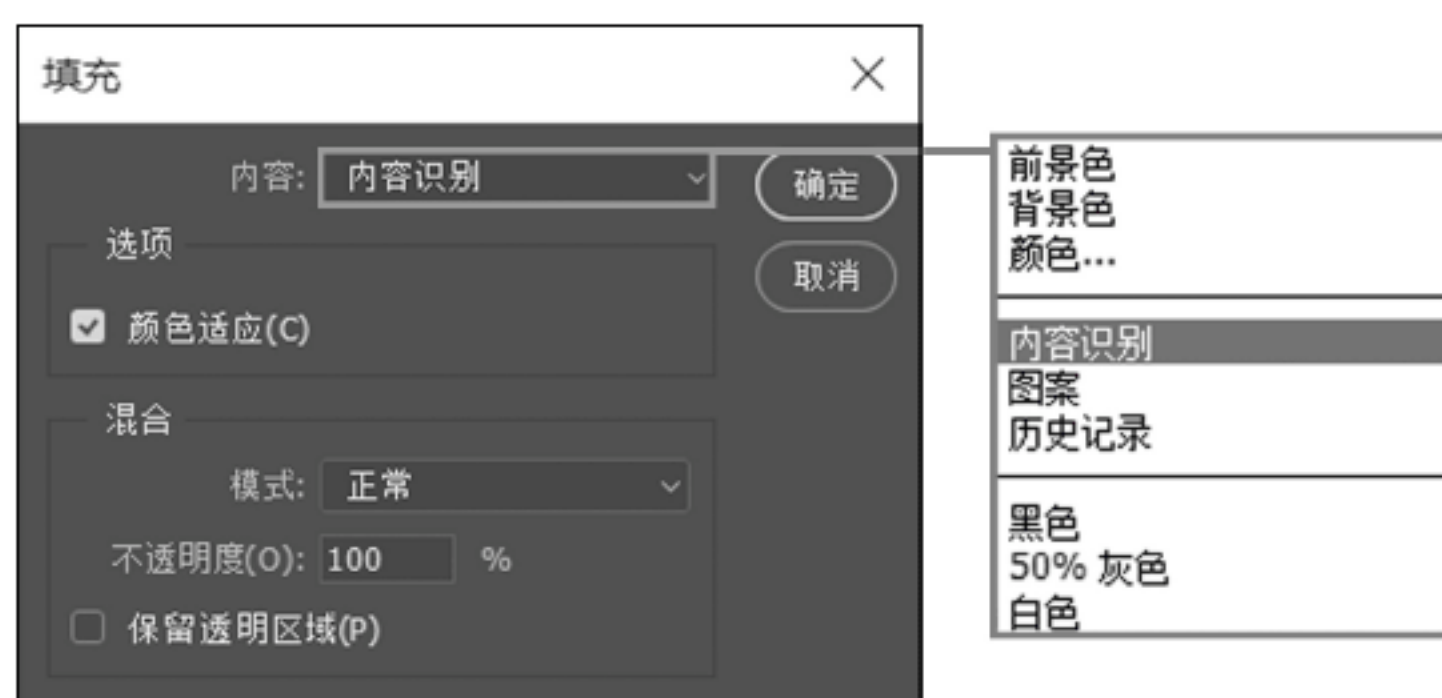 填充
内容: 内容识别
确定
选项
取消
颜色适应(C)
混合
模式: 正常
不透明度(O): 100 %
保留透明区域(P)
前景色
背景色
颜色...
内容识别
图案
历史记录
黑色
50% 灰色
白色